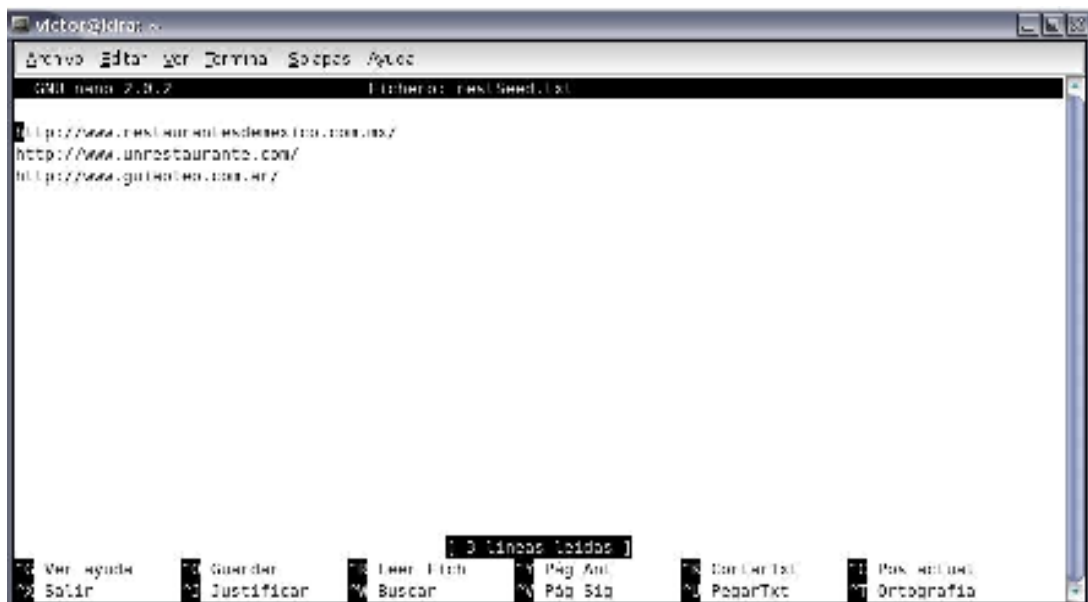 victor@
Archivo Editar Ver Terminal Solapas Ayuda
GNU nano 2.0.2 Fichero: restSeed.txt
http://www.restaurantesdemexico.com.mx/
http://www.unrestaurante.com/
http://www.guiaoleo.com.ar/
[ 3 líneas leídas ]
^G Ver ayuda ^O Guardar ^R Leer Fich ^Y Pág Ant ^K CortarTxt ^C Pos actual
^X Salir ^J Justificar ^W Buscar ^V Pág Sig ^U PegarTxt ^T Ortografía